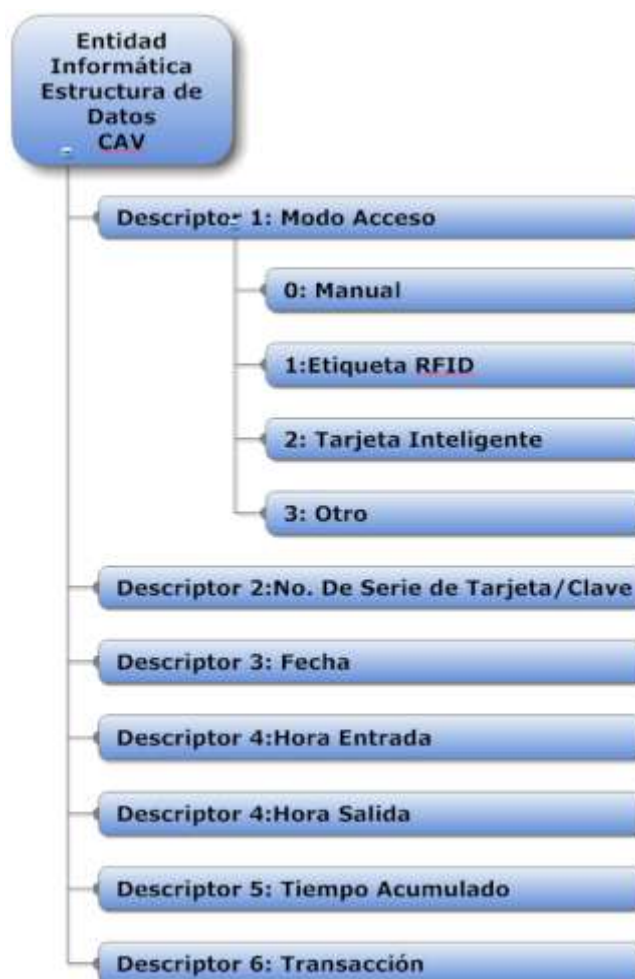 Entidad
Informática
Estructura de
Datos
CAV
Descriptor 1: Modo Acceso
0: Manual
1:Etiqueta RFID
2: Tarjeta Inteligente
3: Otro
Descriptor 2:No. De Serie de Tarjeta/Clave
Descriptor 3: Fecha
Descriptor 4:Hora Entrada
Descriptor 4:Hora Salida
Descriptor 5: Tiempo Acumulado
Descriptor 6: Transacción